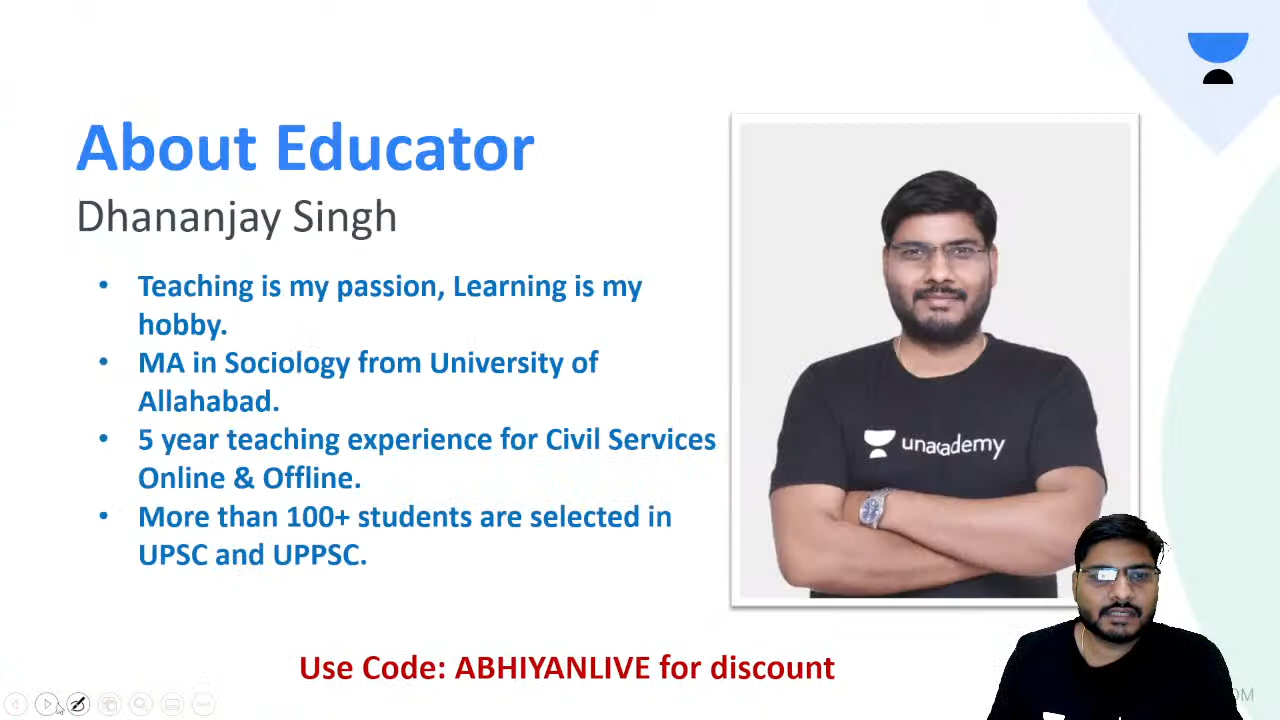 About Educator
Dhananjay Singh
• Teaching is my passion, Learning is my
hobby.
• MA in Sociology from University of
Allahabad.
• 5 year teaching experience for Civil Services
Online & Offline.
• More than 100+ students are selected in
UPSC and UPPSC.
unacademy
Use Code: ABHIYANLIVE for discount